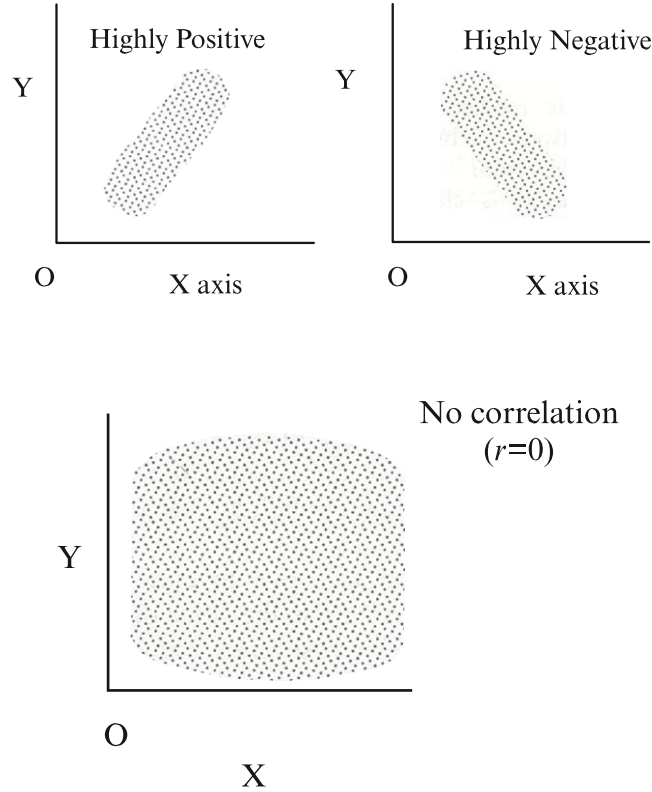 Highly Positive
Y
O
X axis
Highly Negative
Y
O
X axis
No correlation
(r=0)
Y
O
X